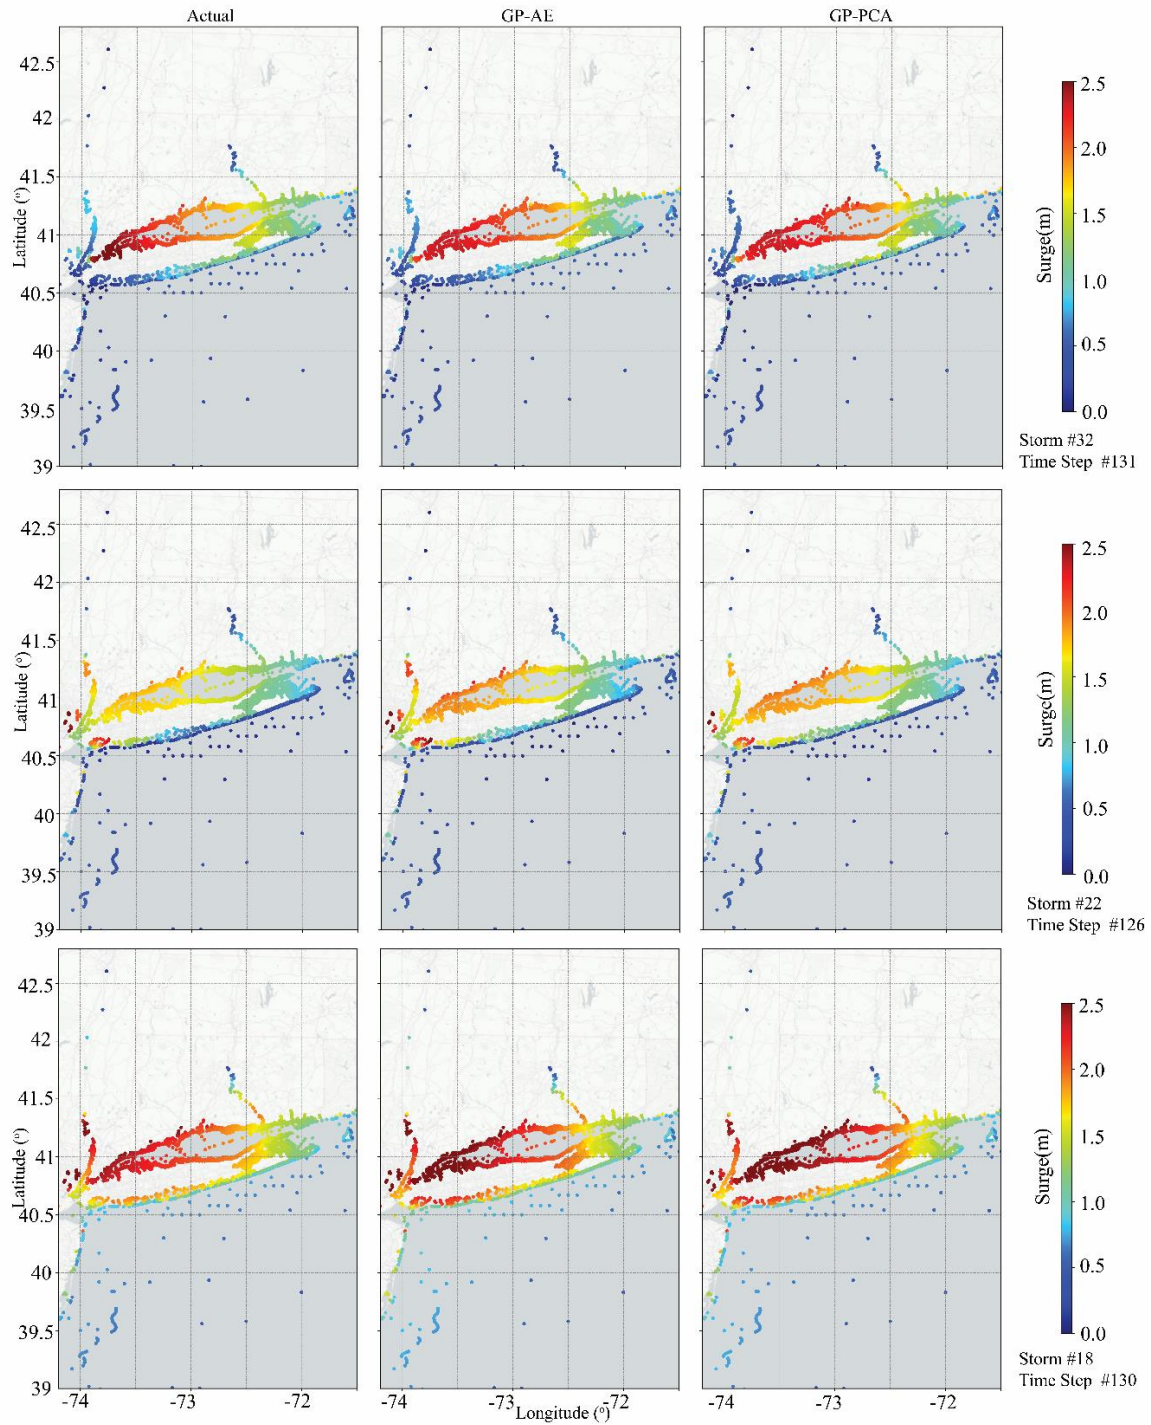 Actual GP-AE GP-PCA
42.5
42
41.5
41
40.5
40
39.5
39
Latitude (°)
2.5
2.0
1.5
1.0
0.5
0.0
Surge(m)
Storm #32
Time Step #131
42.5
42
41.5
41
40.5
40
39.5
39
Latitude (°)
2.5
2.0
1.5
1.0
0.5
0.0
Surge(m)
Storm #22
Time Step #126
42.5
42
41.5
41
40.5
40
39.5
39
Latitude (°)
2.5
2.0
1.5
1.0
0.5
0.0
Surge(m)
Storm #18
Time Step #130
-74 -73 -72 -74 -73 -72 -74 -73 -72
Longitude (°)